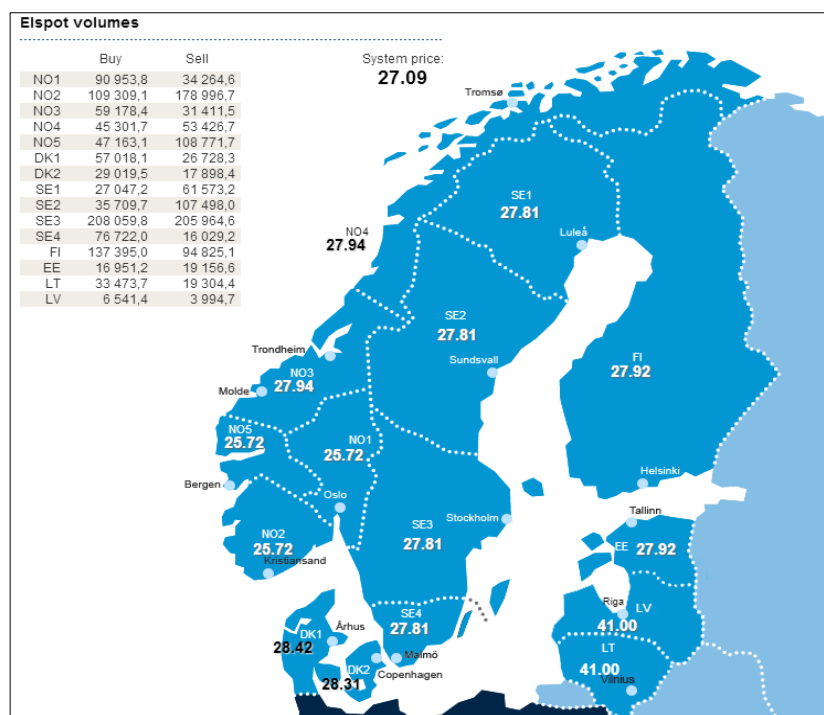 Elspot volumes
Buy Sell
NO1 90 953,8 34 264,6
NO2 109 309,1 178 996,7
NO3 59 178,4 31 411,5
NO4 45 301,7 53 426,7
NO5 47 163,1 108 771,7
DK1 57 018,1 26 728,3
DK2 29 019,5 17 898,4
SE1 27 047,2 61 573,2
SE2 35 709,7 107 498,0
SE3 208 059,8 205 964,6
SE4 76 722,0 16 029,2
FI 137 395,0 94 825,1
EE 16 951,2 19 156,6
LT 33 473,7 19 304,4
LV 6 541,4 3 994,7
System price:
27.09
Tromsø
SE1
27.81
NO4
27.94
Luleå
SE2
27.81
Trondheim
Sundsvall
FI
27.92
NO3
27.94
Molde
NO5
25.72
NO1
25.72
Bergen
Helsinki
Oslo
Stockholm
Tallinn
SE3
27.81
NO2
25.72
EE 27.92
Kristiansand
Riga
LV
41.00
SE4
27.81
Århus
DK1
28.42
LT
41.00
Malmö
DK2
28.31
Copenhagen
Vilnius